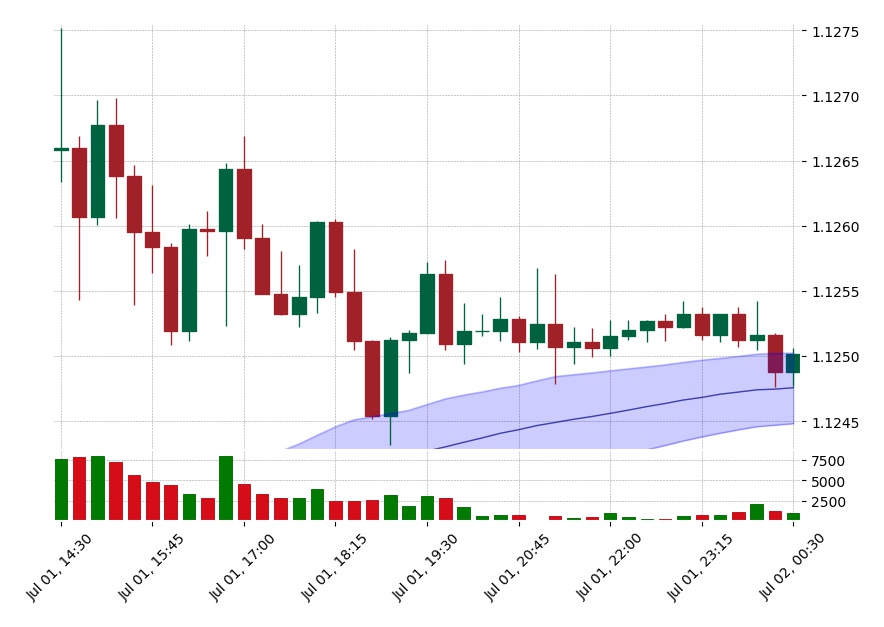 1.1275
1.1270
1.1265
1.1260
1.1255
1.1250
1.1245
7500
5000
2500
Jul 01, 14:30
Jul 01, 15:45
Jul 01, 17:00
Jul 01, 18:15
Jul 01, 19:30
Jul 01, 20:45
Jul 01, 22:00
Jul 01, 23:15
Jul 02, 00:30